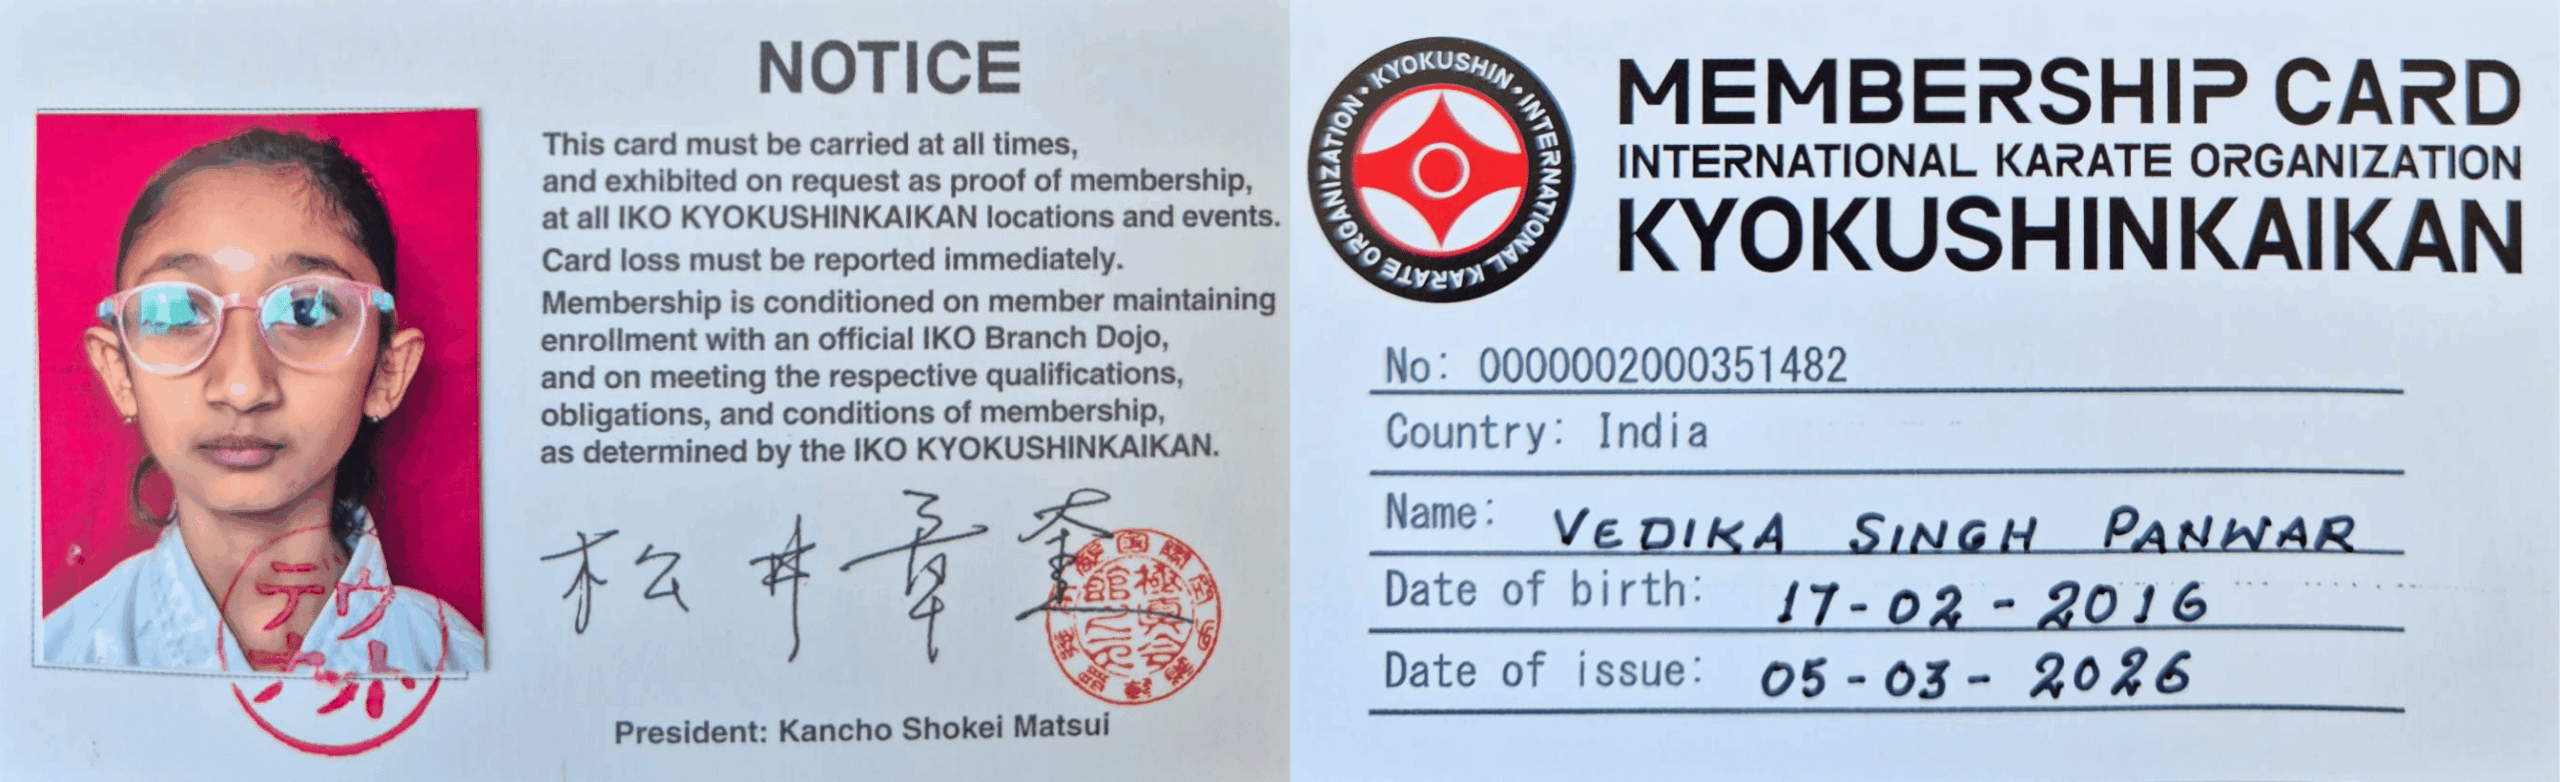 NOTICE
This card must be carried at all times,
and exhibited on request as proof of membership,
at all IKO KYOKUSHINKAIKAN locations and events.
Card loss must be reported immediately.
Membership is conditioned on member maintaining
enrollment with an official IKO Branch Dojo,
and on meeting the respective qualifications,
obligations, and conditions of membership,
as determined by the IKO KYOKUSHINKAIKAN.
松井章奎
President: Kancho Shokei Matsui
KYOKUSHIN • INTERNATIONAL KARATE ORGANIZATION •
MEMBERSHIP CARD
INTERNATIONAL KARATE ORGANIZATION
KYOKUSHINKAIKAN
No: 0000002000351482
Country: India
Name: VEDIKA SINGH PANWAR
Date of birth: 17-02-2016
Date of issue: 05-03-2026